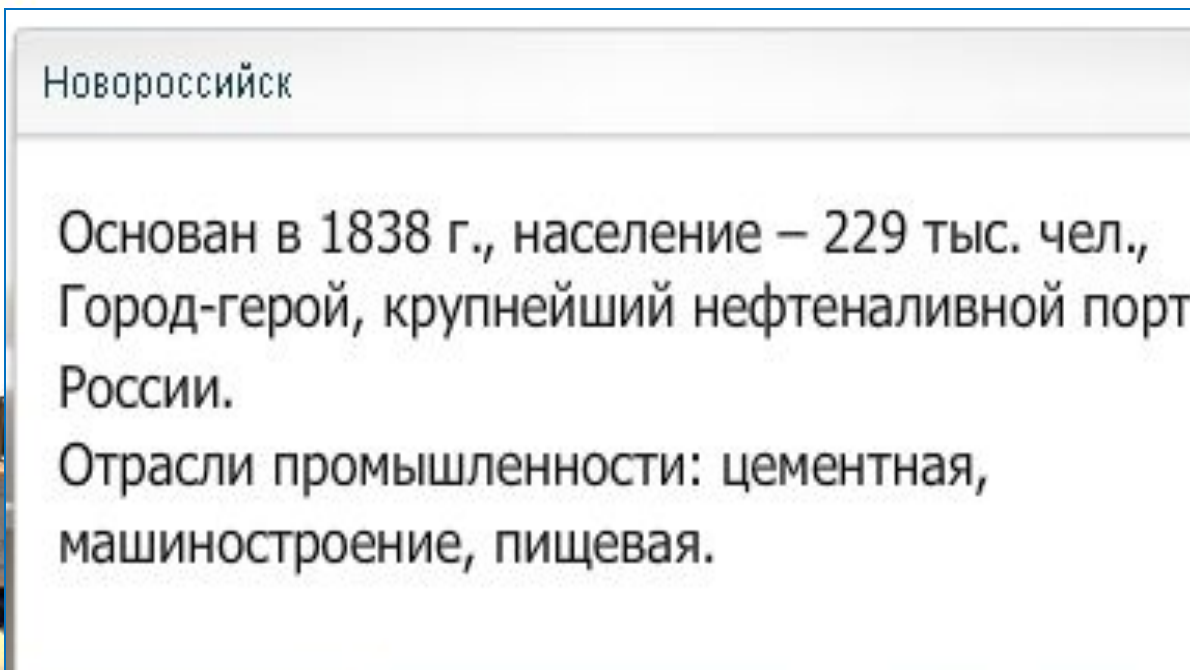 Новороссийск
Основан в 1838 г., население – 229 тыс. чел.,
Город-герой, крупнейший нефтеналивной порт
России.
Отрасли промышленности: цементная,
машиностроение, пищевая.